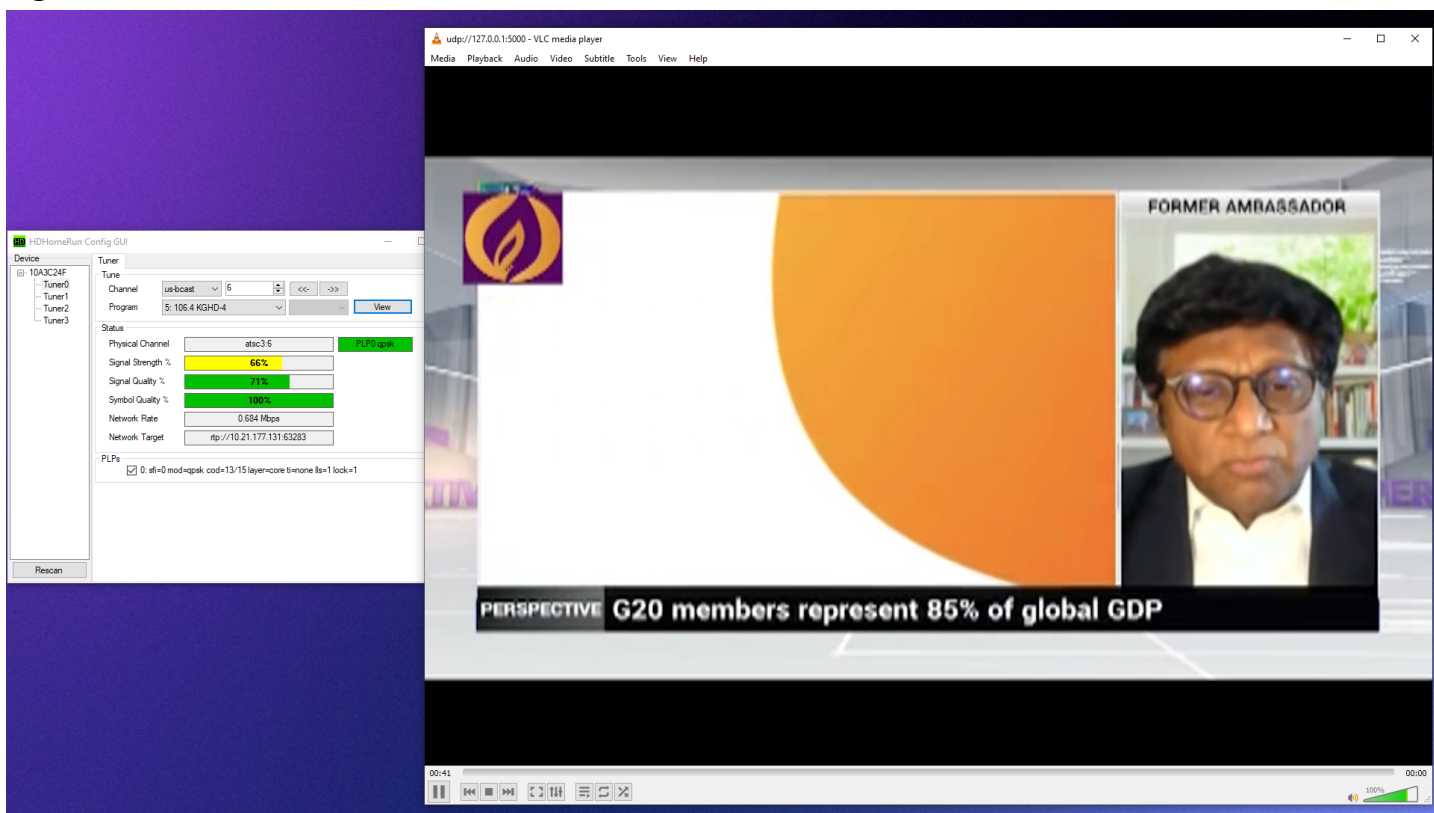 udp://127.0.0.1:5000 - VLC media player
Media Playback Audio Video Subtitle Tools View Help
FORMER AMBASSADOR
PERSPECTIVE G20 members represent 85% of global GDP
00:41
00:00
100%
HD HDHomeRun Config GUI
Device
10A3C24F
Tuner0
Tuner1
Tuner2
Tuner3
Rescan
Tuner
Tune
Channel us-bcast 6 <<- ->>
Program 5: 106.4 KGHD-4 View
Status
Physical Channel atsc3:6 PLP0 qpsk
Signal Strength % 66%
Signal Quality % 71%
Symbol Quality % 100%
Network Rate 0.684 Mbps
Network Target rtp://10.21.177.131:63283
PLPs
0: sfi=0 mod=qpsk cod=13/15 layer=core ti=none lls=1 lock=1